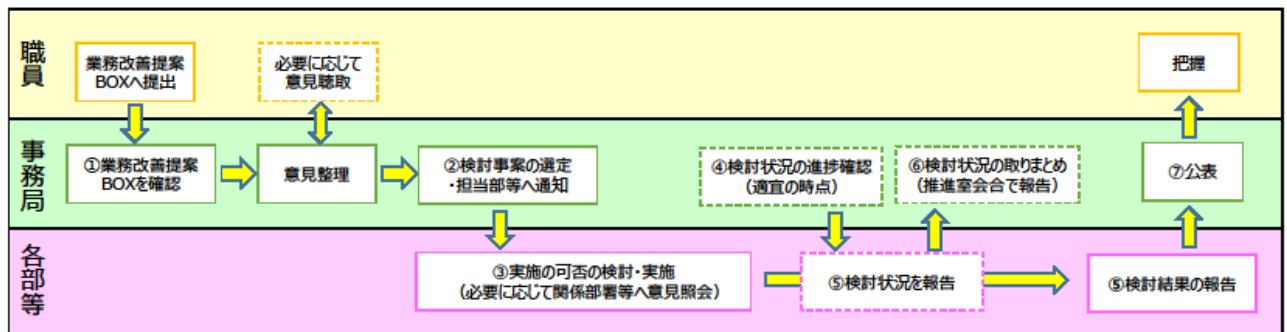 職員
業務改善提案
BOXへ提出
必要に応じて
意見聴取
把握
事務局
①業務改善提案
BOXを確認
意見整理
②検討事案の選定
・担当部等へ通知
④検討状況の進捗確認
（適宜の時点）
⑥検討状況の取りまとめ
（推進室会合で報告）
⑦公表
各部等
③実施の可否の検討・実施
（必要に応じて関係部署等へ意見照会）
⑤検討状況を報告
⑤検討結果の報告